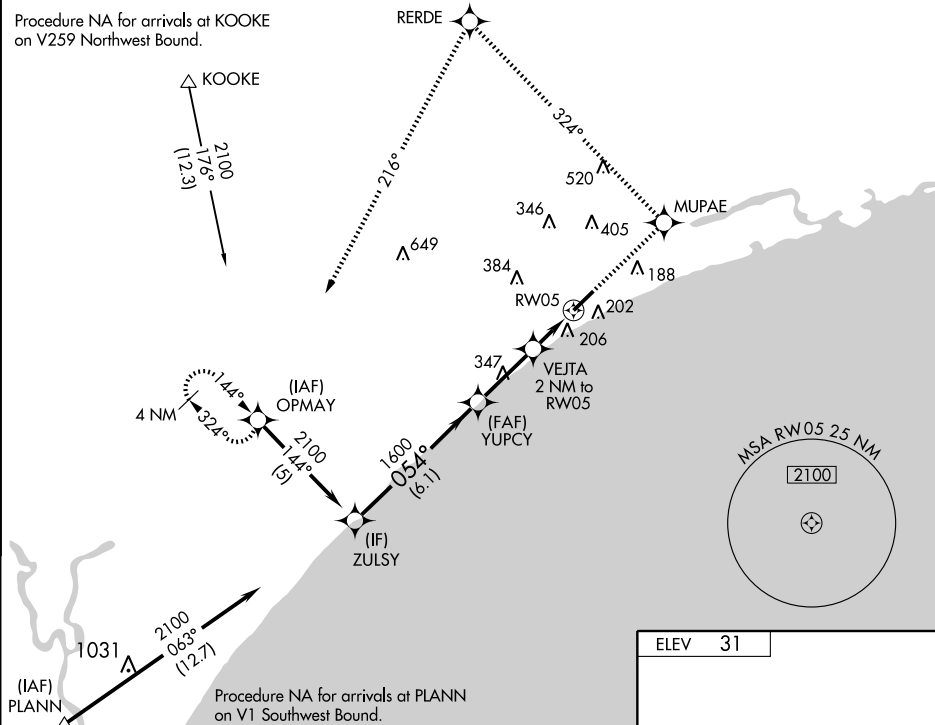 Procedure NA for arrivals at KOOKE
on V259 Northwest Bound.
RERDE
KOOKE
2100
176°
(12.3)
216°
324°
520
MUPAE
346
405
649
384
188
RW05
202
206
347
VEJTA
2 NM to
RW05
(IAF)
OPMAY
144°
4 NM
324°
2100
144°
(5)
(FAF)
YUPCY
1600
054°
(6.1)
MSA RW05 25 NM
2100
(IF)
ZULSY
2100
063°
(12.7)
1031
(IAF)
PLANN
Procedure NA for arrivals at PLANN
on V1 Southwest Bound.
ELEV 31